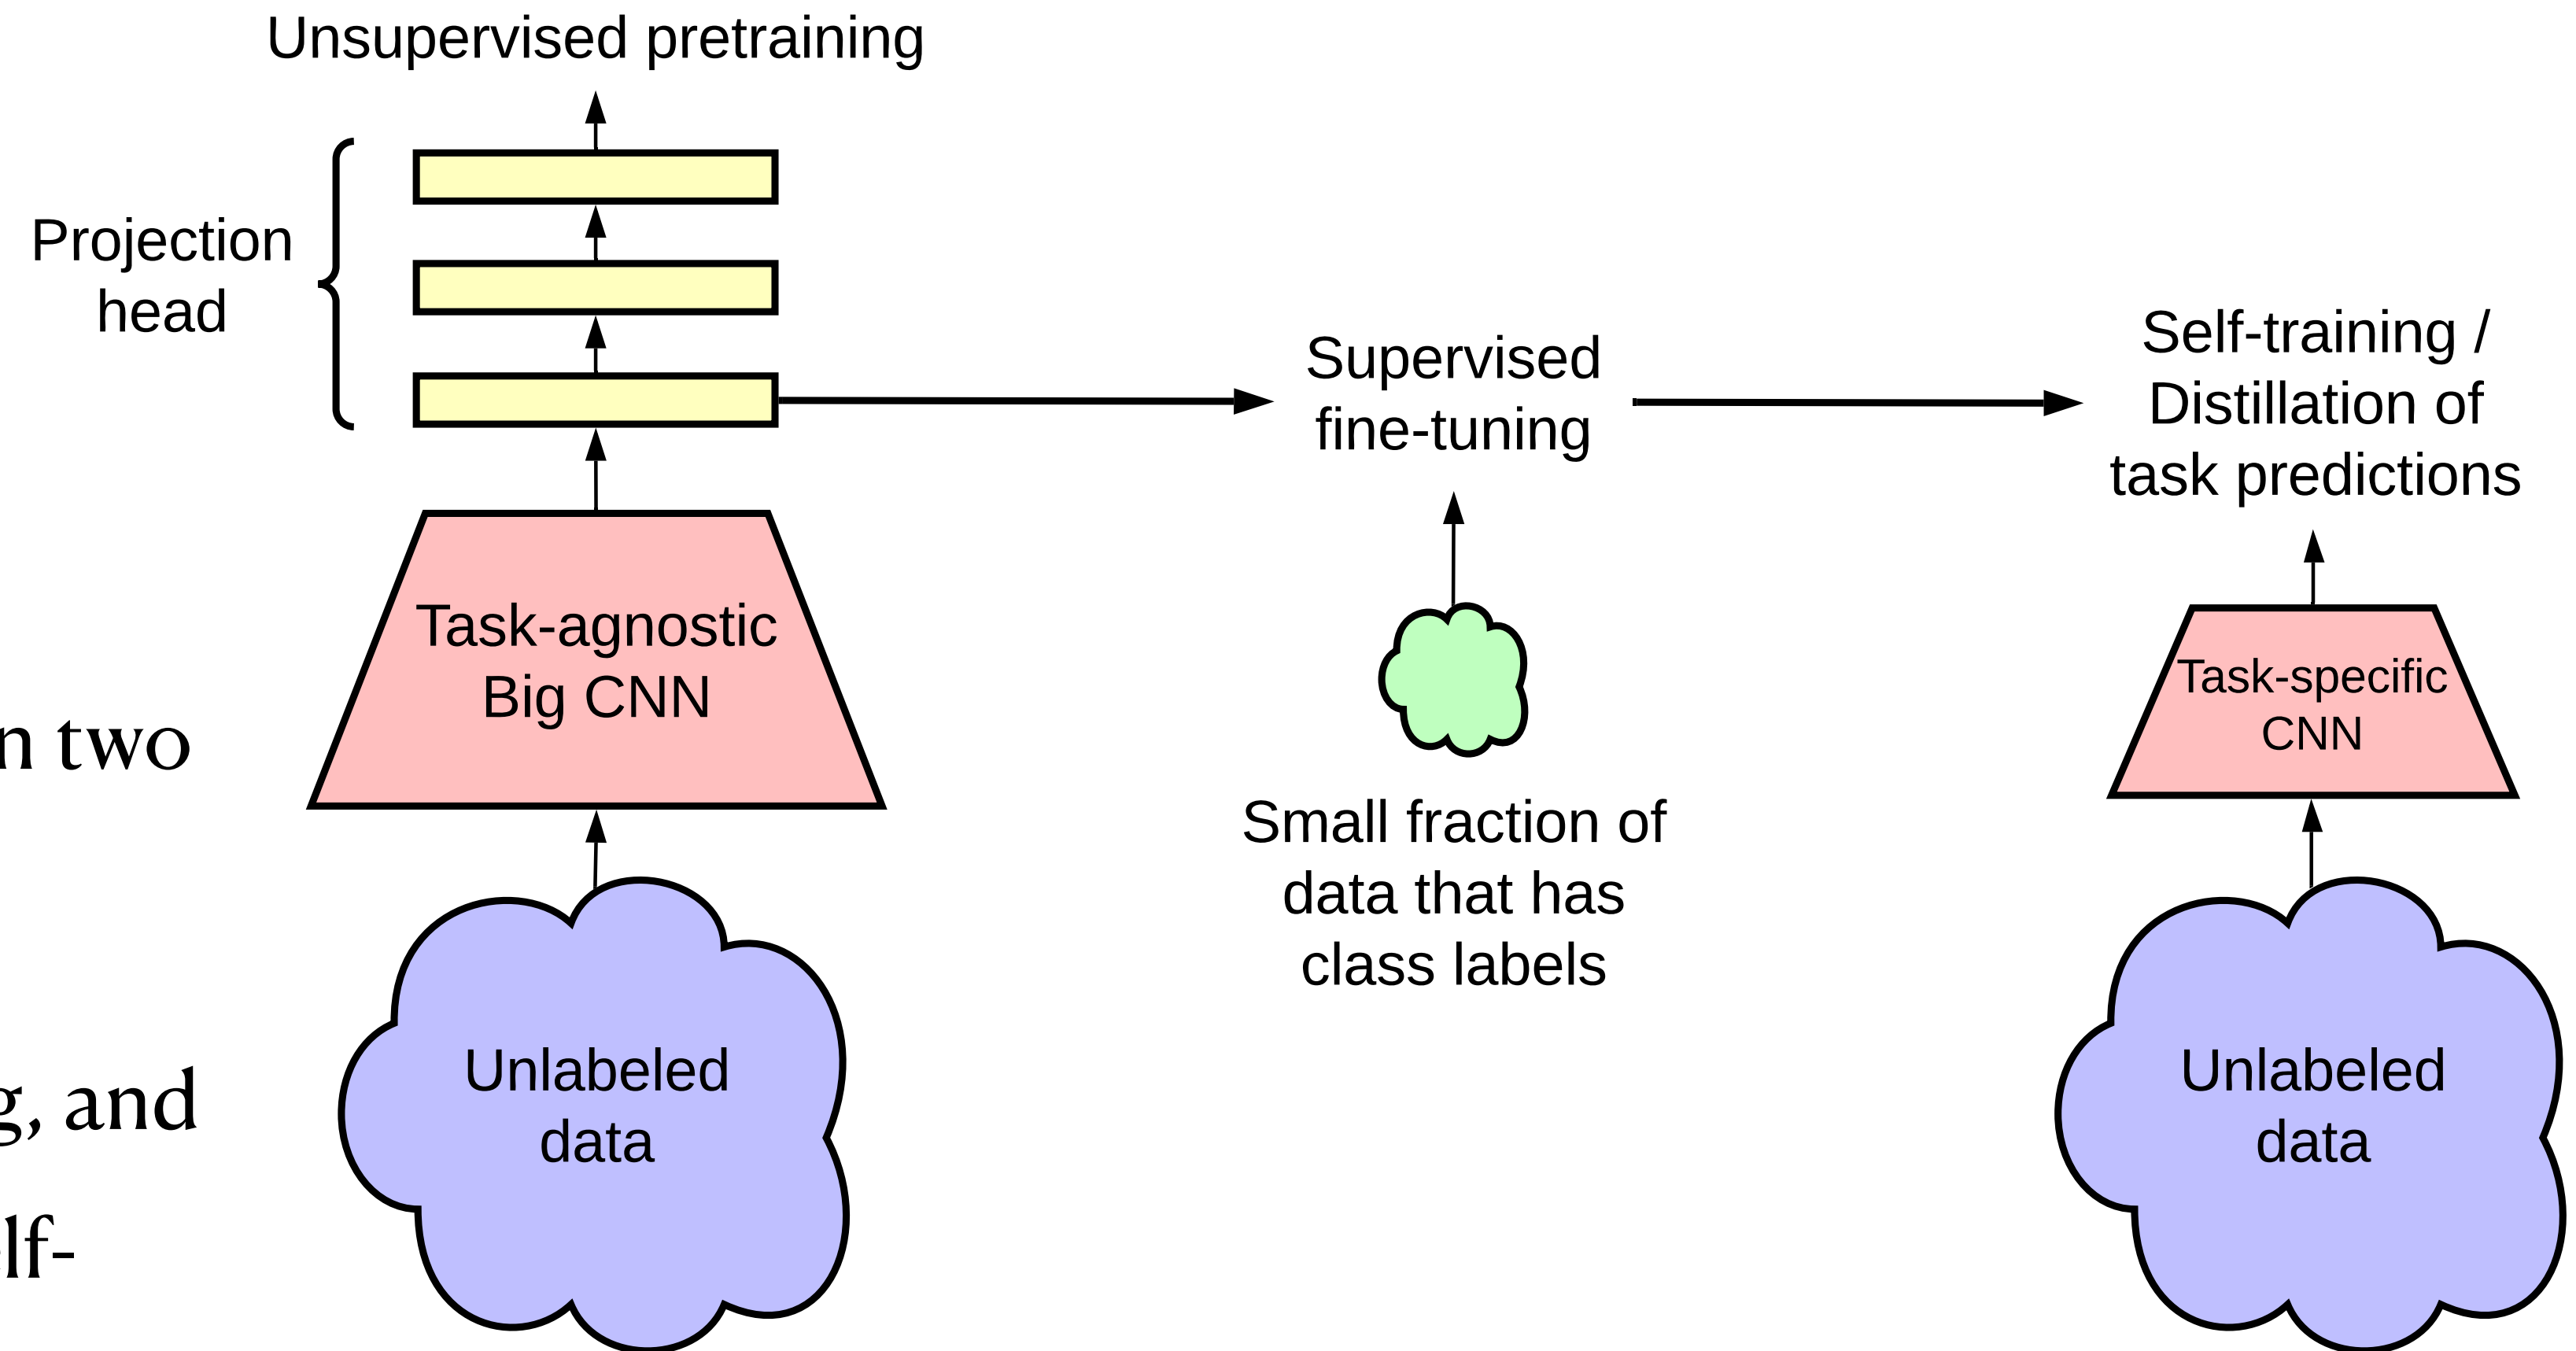 Unsupervised pretraining
Projection
head
Task-agnostic
Big CNN
Unlabeled
data
Supervised
fine-tuning
Small fraction of
data that has
class labels
Self-training /
Distillation of
task predictions
Task-specific
CNN
Unlabeled
data
two
and